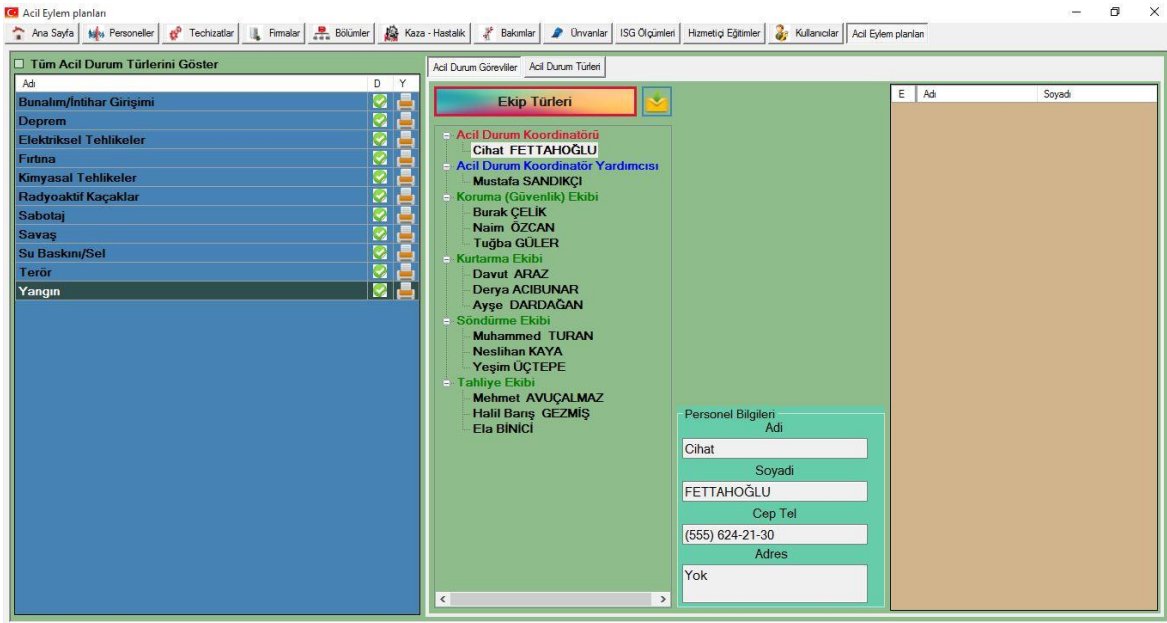 Acil Eylem planları
Ana Sayfa Personeller Techizatlar Firmalar Bölümler Kaza - Hastalık Bakımlar Ünvanlar ISG Ölçümleri Hizmetiçi Eğitimler Kullanıcılar Acil Eylem planları
Tüm Acil Durum Türlerini Göster
Adı D Y
Bunalım/İntihar Girişimi
Deprem
Elektriksel Tehlikeler
Fırtına
Kimyasal Tehlikeler
Radyoaktif Kaçaklar
Sabotaj
Savaş
Su Baskını/Sel
Terör
Yangın
Acil Durum Görevliler Acil Durum Türleri
Ekip Türleri
Acil Durum Koordinatörü
Cihat FETTAHOĞLU
Acil Durum Koordinatör Yardımcısı
Mustafa SANDIKÇI
Koruma (Güvenlik) Ekibi
Burak ÇELİK
Naim ÖZCAN
Tuğba GÜLER
Kurtarma Ekibi
Davut ARAZ
Derya ACIBUNAR
Ayşe DARDAĞAN
Söndürme Ekibi
Muhammed TURAN
Neslihan KAYA
Yeşim ÜÇTEPE
Tahliye Ekibi
Mehmet AVUÇALMAZ
Halil Barış GEZMİŞ
Ela BİNİCİ
Personel Bilgileri
Adi
Cihat
Soyadi
FETTAHOĞLU
Cep Tel
(555) 624-21-30
Adres
Yok
E Adı Soyadı